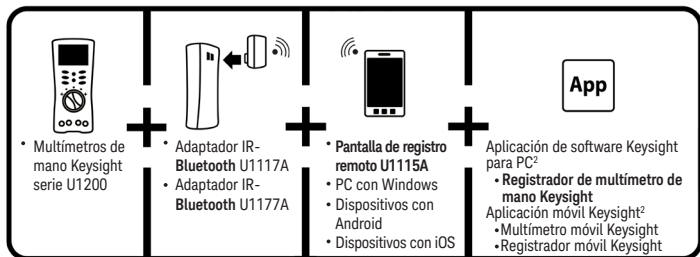 App
• Multímetros de
mano Keysight
serie U1200
• Adaptador IR-
Bluetooth U1117A
• Adaptador IR-
Bluetooth U1177A
• Pantalla de registro
remoto U1115A
• PC con Windows
• Dispositivos con
Android
• Dispositivos con iOS
Aplicación de software Keysight
para PC²
• Registrador de multímetro de
mano Keysight
Aplicación móvil Keysight²
• Multímetro móvil Keysight
• Registrador móvil Keysight